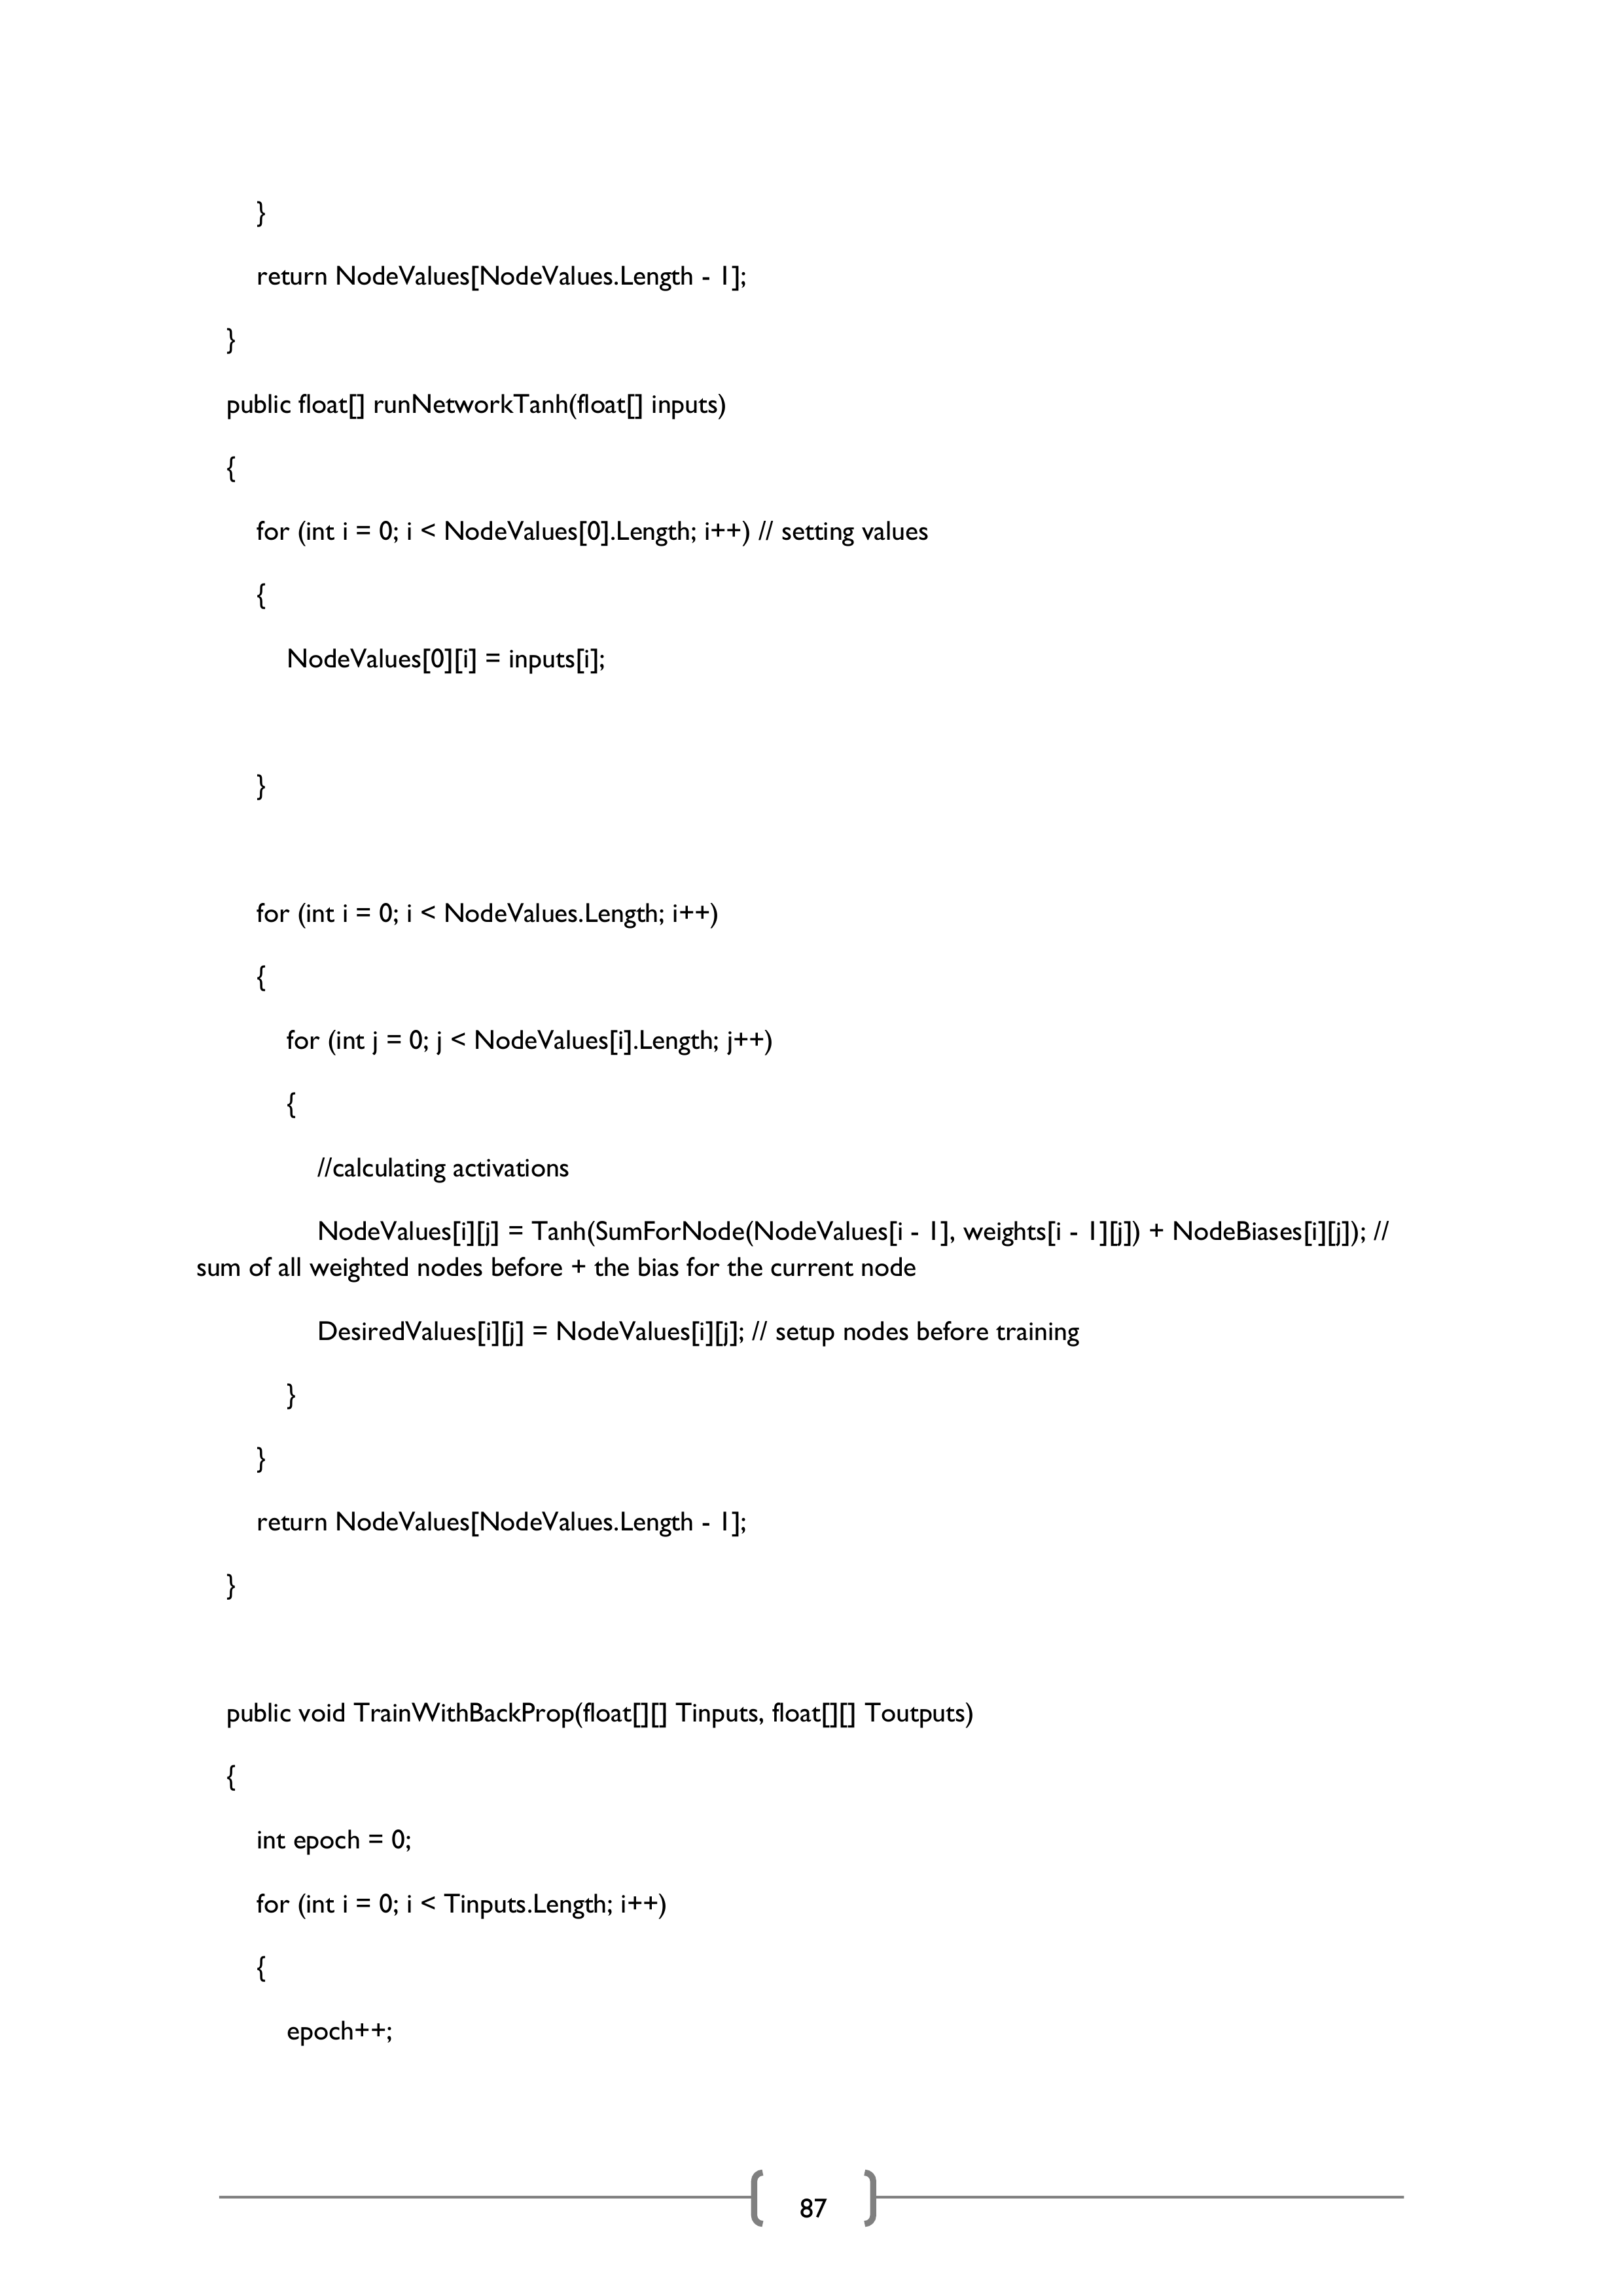 }
return NodeValues[NodeValues.Length - 1];
}
public float[] runNetworkTanh(float[] inputs)
{
for (int i = 0; i < NodeValues[0].Length; i++) // setting values
{
NodeValues[0][i] = inputs[i];
}
for (int i = 0; i < NodeValues.Length; i++)
{
for (int j = 0; j < NodeValues[i].Length; j++)
{
//calculating activations
NodeValues[i][j] = Tanh(SumForNode(NodeValues[i - 1], weights[i - 1][j]) + NodeBiases[i][j]); //
sum of all weighted nodes before + the bias for the current node
DesiredValues[i][j] = NodeValues[i][j]; // setup nodes before training
}
}
return NodeValues[NodeValues.Length - 1];
}
public void TrainWithBackProp(float[][] Tinputs, float[][] Toutputs)
{
int epoch = 0;
for (int i = 0; i < Tinputs.Length; i++)
{
epoch++;
87